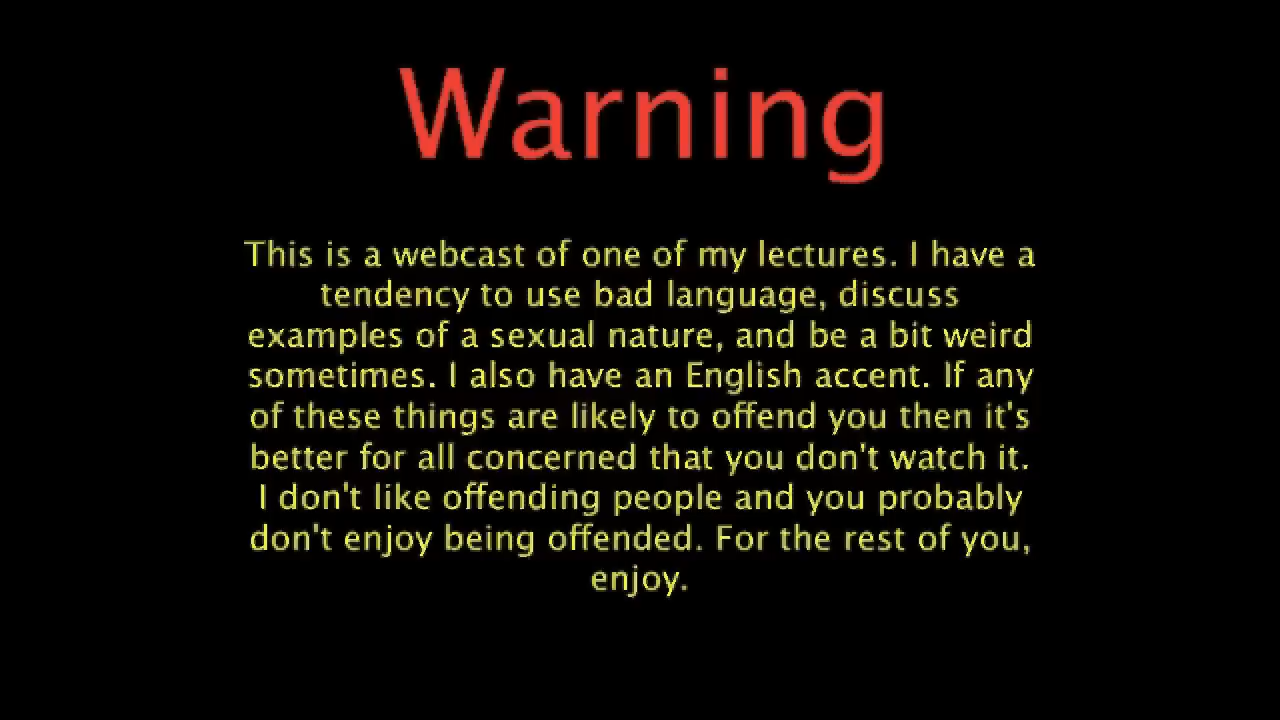 Warning
This is a webcast of one of my lectures. I have a
tendency to use bad language, discuss
examples of a sexual nature, and be a bit weird
sometimes. I also have an English accent. If any
of these things are likely to offend you then it's
better for all concerned that you don't watch it.
I don't like offending people and you probably
don't enjoy being offended. For the rest of you,
enjoy.